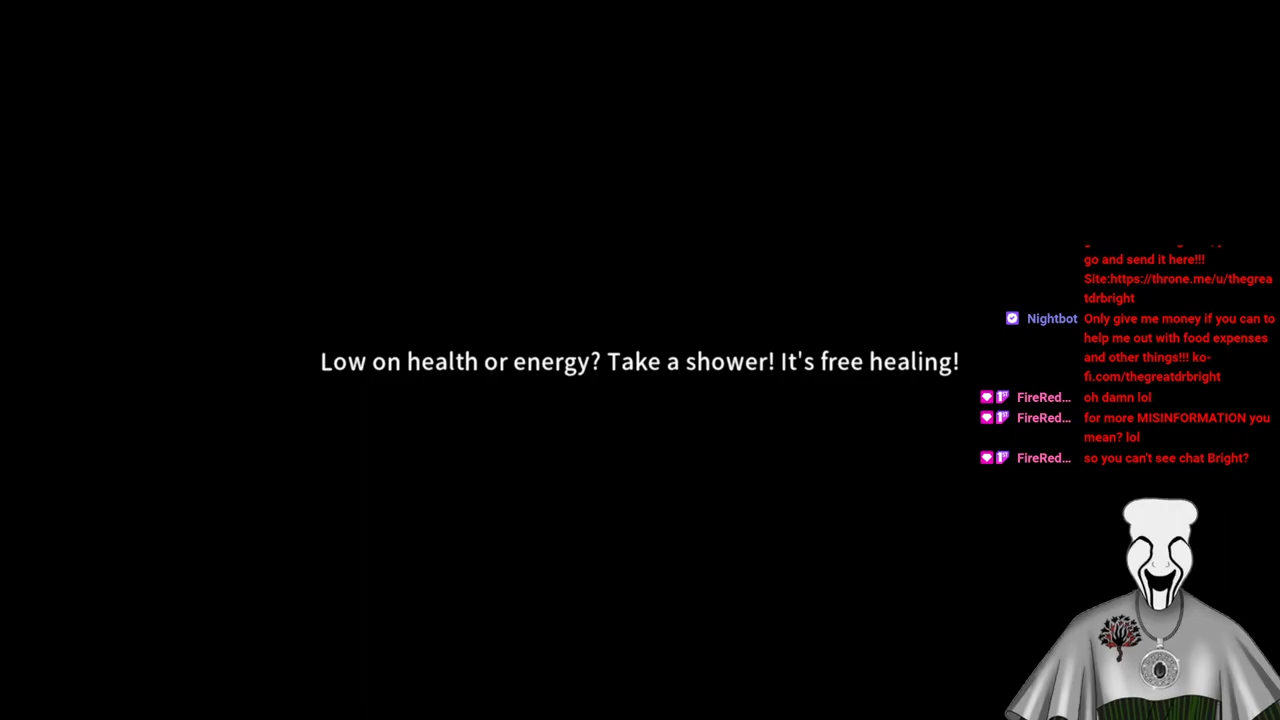 go and send it here!!!
Site:https://throne.me/u/thegrea
tdrbright
Low on health or energy? Take a shower! It's free healing!
Nightbot Only give me money if you can to
help me out with food expenses
and other things!!! ko-
fi.com/thegreatdrbright
FireRed... oh damn lol
FireRed... for more MISINFORMATION you
mean? lol
FireRed... so you can't see chat Bright?